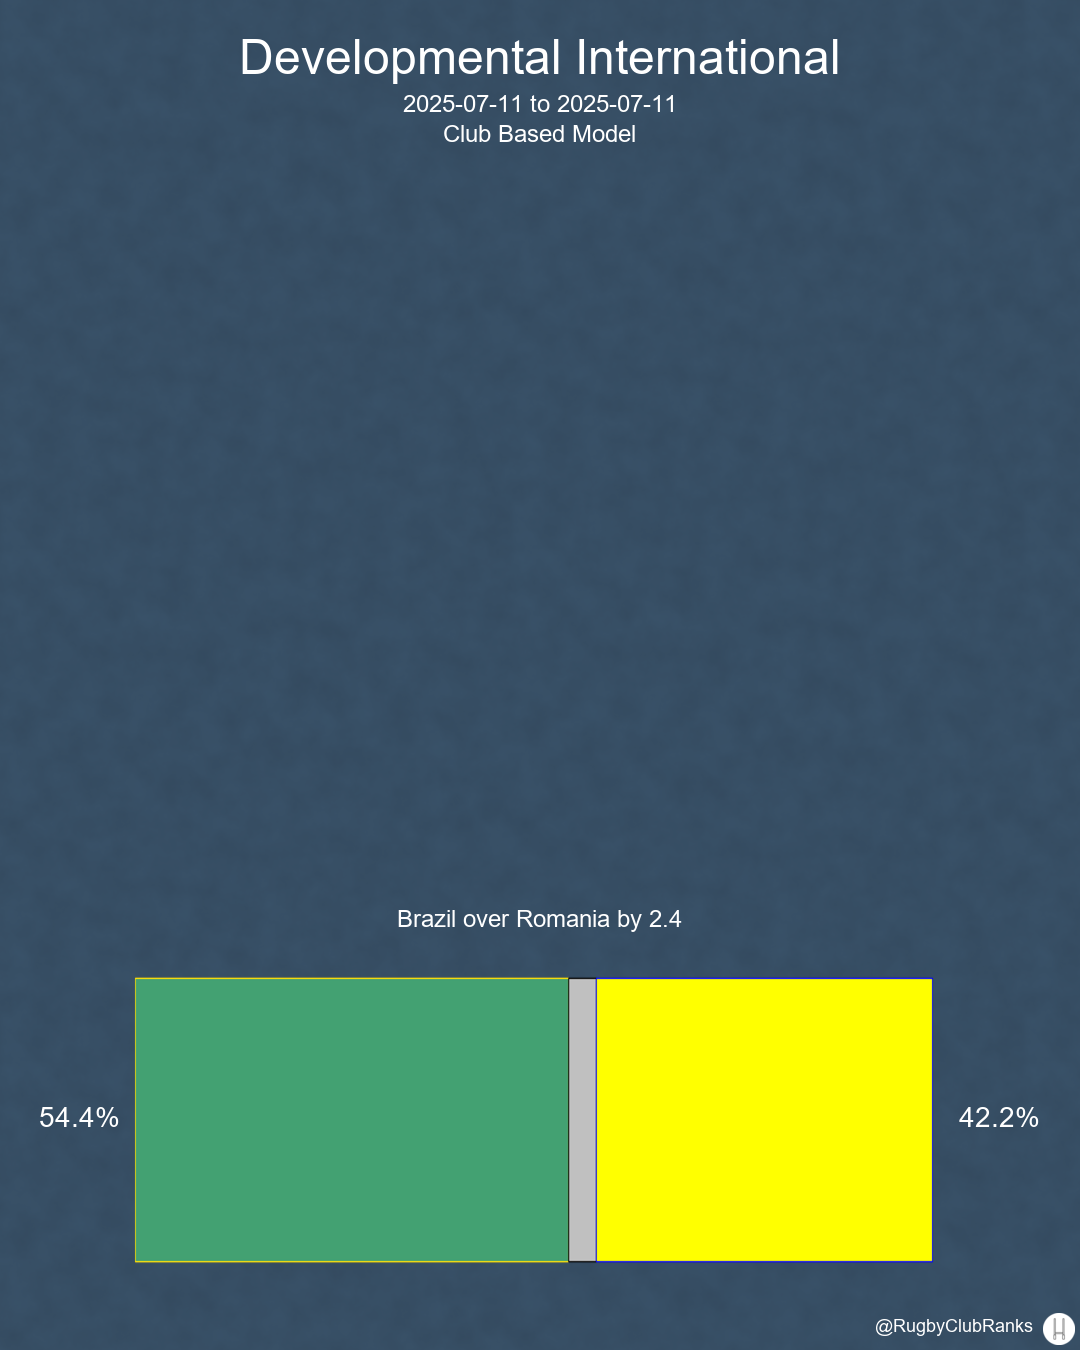 Developmental International
2025-07-11 to 2025-07-11
Club Based Model
Brazil over Romania by 2.4
54.4%
42.2%
@RugbyClubRanks